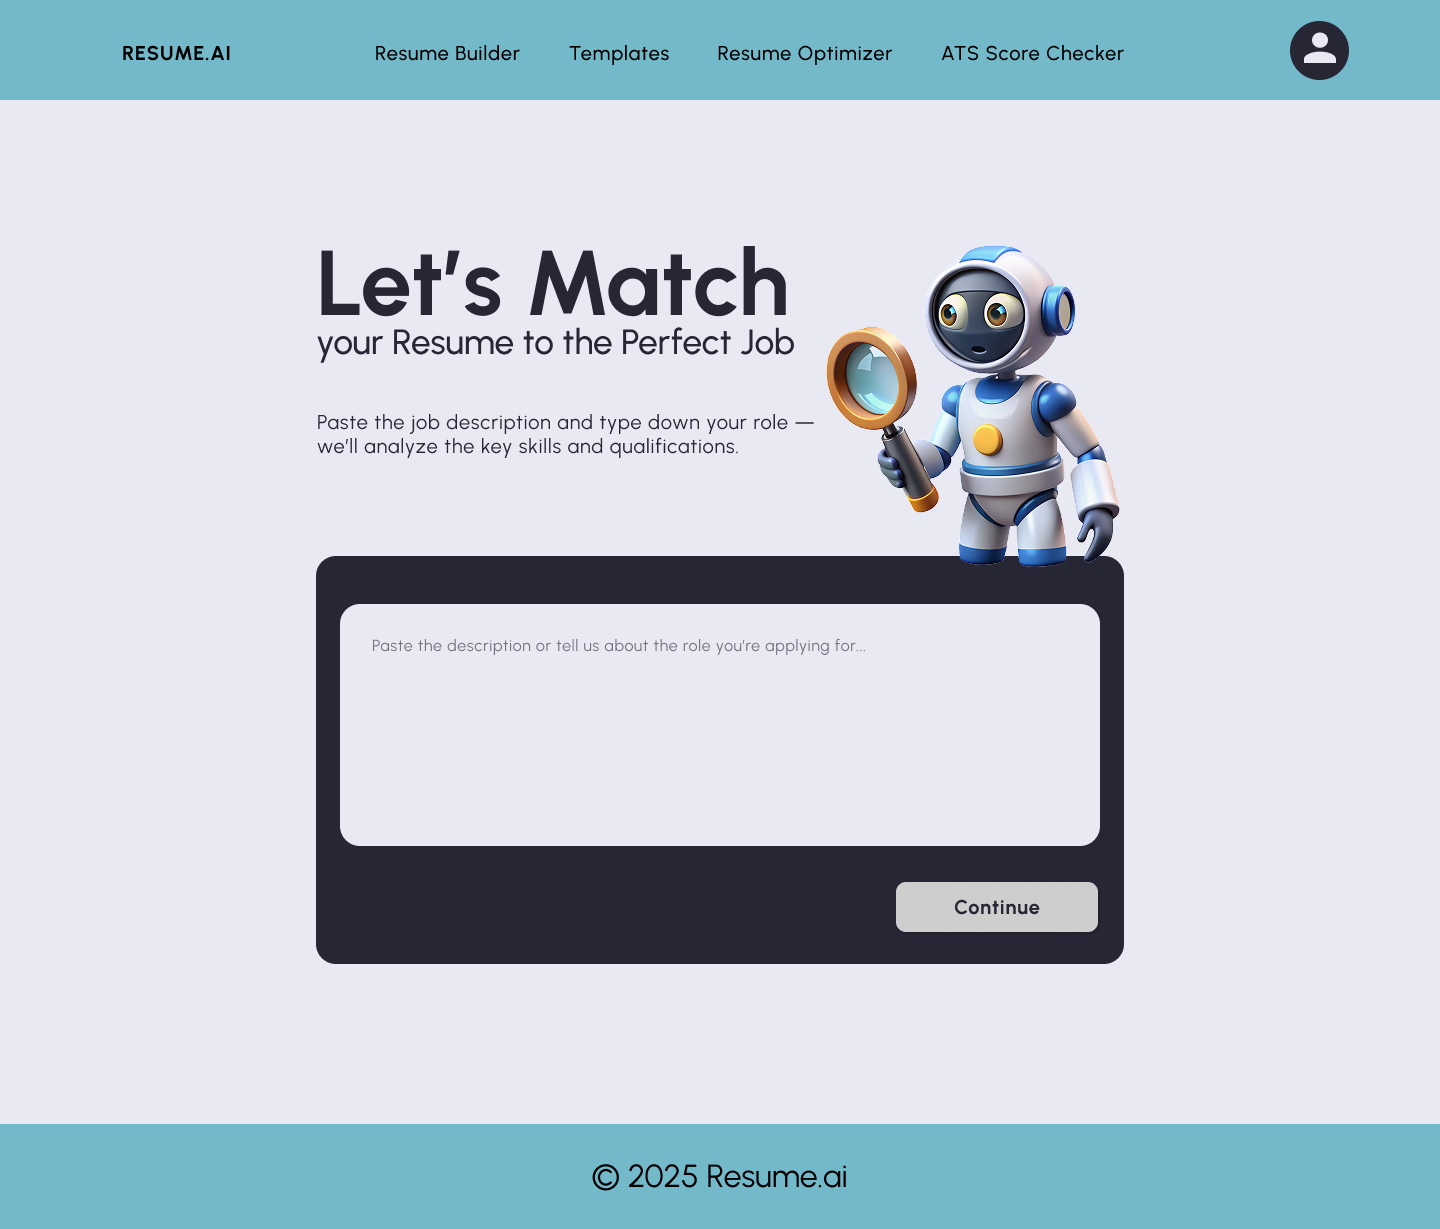 RESUME.AI
Resume Builder
Templates
Resume Optimizer
ATS Score Checker
Let's Match
your Resume to the Perfect Job
Paste the job description and type down your role —
we'll analyze the key skills and qualifications.
Paste the description or tell us about the role you're applying for...
Continue
© 2025 Resume.ai